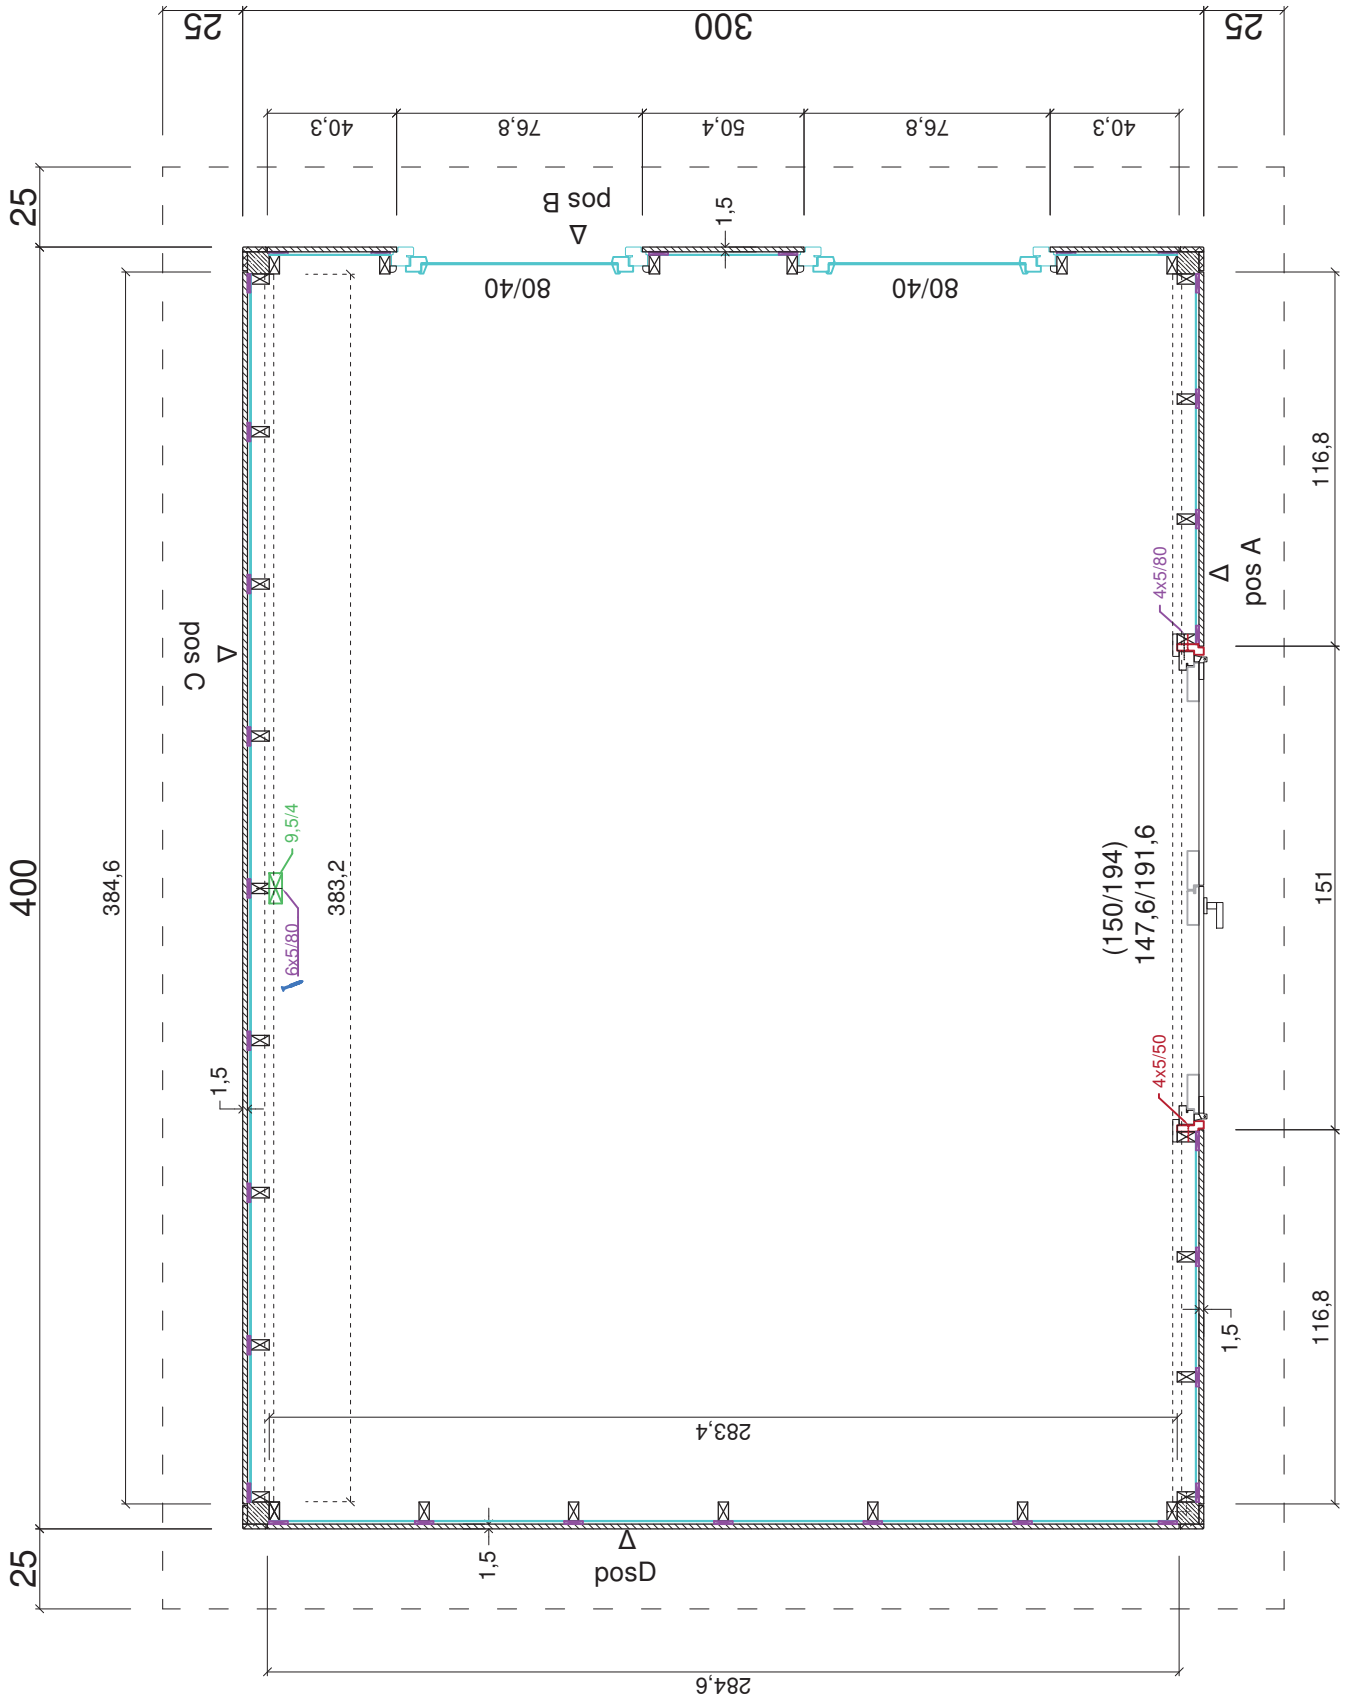 25
300
25
40,3
76,8
50,4
76,8
40,3
25
400
25
384,6
383,2
pos B
Δ
1,5
80/40
80/40
pos C
Δ
9,5/4
6x5/80
1,5
4x5/80
Δ
pos A
116,8
151
116,8
(150/194)
147,6/191,6
4x5/50
1,5
283,4
1,5
Δ
posD
284,6